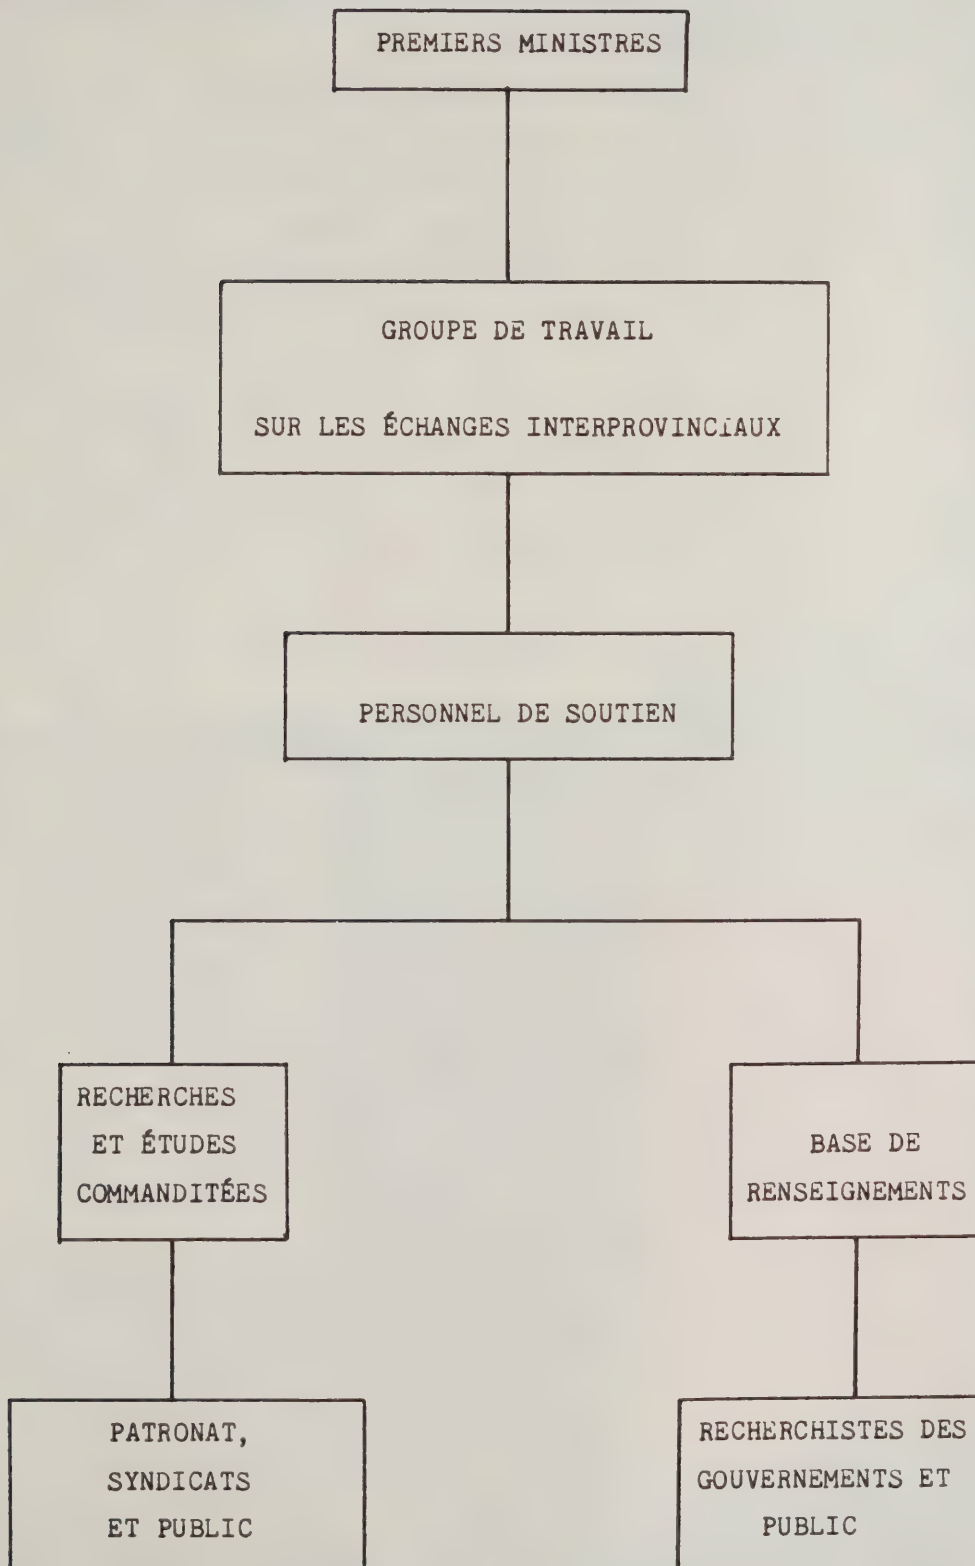 PREMIERS MINISTRES
GROUPE DE TRAVAIL
SUR LES ÉCHANGES INTERPROVINCIAUX
PERSONNEL DE SOUTIEN
RECHERCHES
ET ÉTUDES
COMMANDITÉES
BASE DE
RENSEIGNEMENTS
PATRONAT,
SYNDICATS
ET PUBLIC
RECHERCHISTES DES
GOUVERNEMENTS ET
PUBLIC